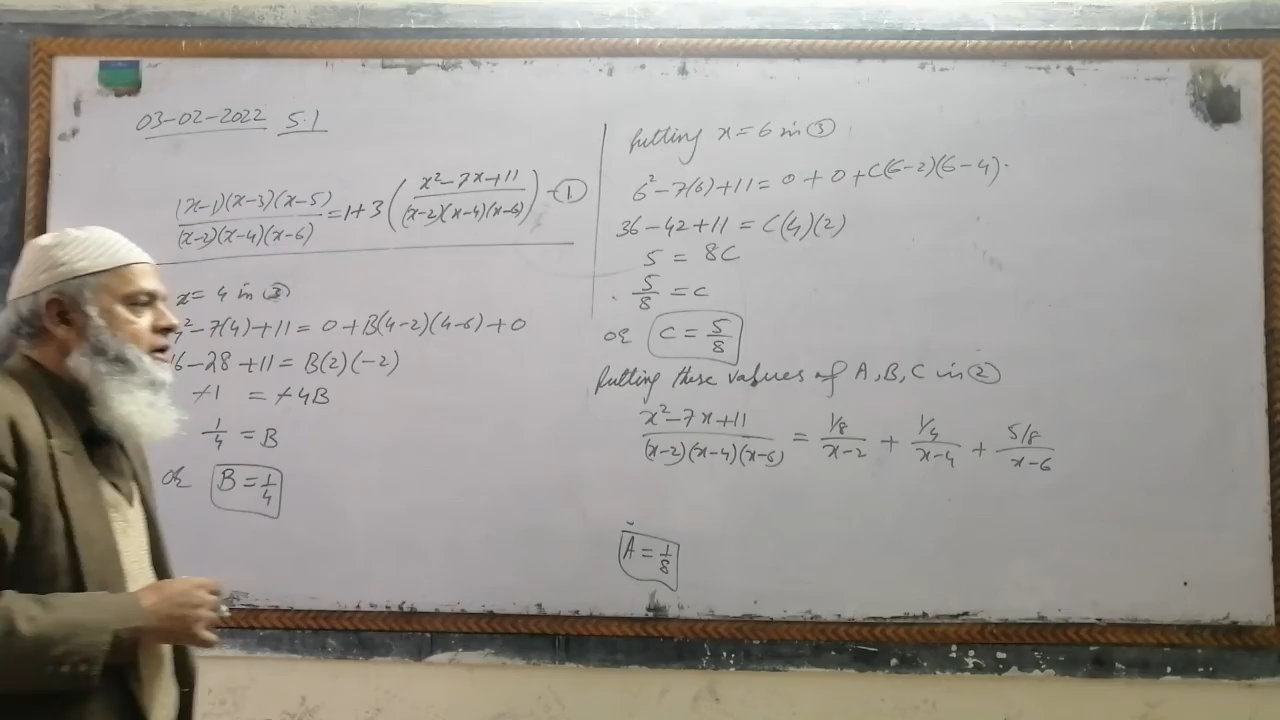 03-02-2022 5.1
(x-1)(x-3)(x-5)/(x-2)(x-4)(x-6) = 1+3(x²-7x+11/(x-2)(x-4)(x-6)) - ①
x = 4 in ③
²-7(4)+11 = 0+B(4-2)(4-6)+0
6-28+11 = B(2)(-2)
-1 = -4B
1/4 = B
or B = 1/4
Putting x = 6 in ③
6²-7(6)+11 = 0+0+C(6-2)(6-4).
36-42+11 = C(4)(2)
5 = 8C
5/8 = C
or C = 5/8
Putting these values of A, B, C in ②
x²-7x+11/(x-2)(x-4)(x-6) = 1/8/x-2 + 1/4/x-4 + 5/8/x-6
A = 1/8